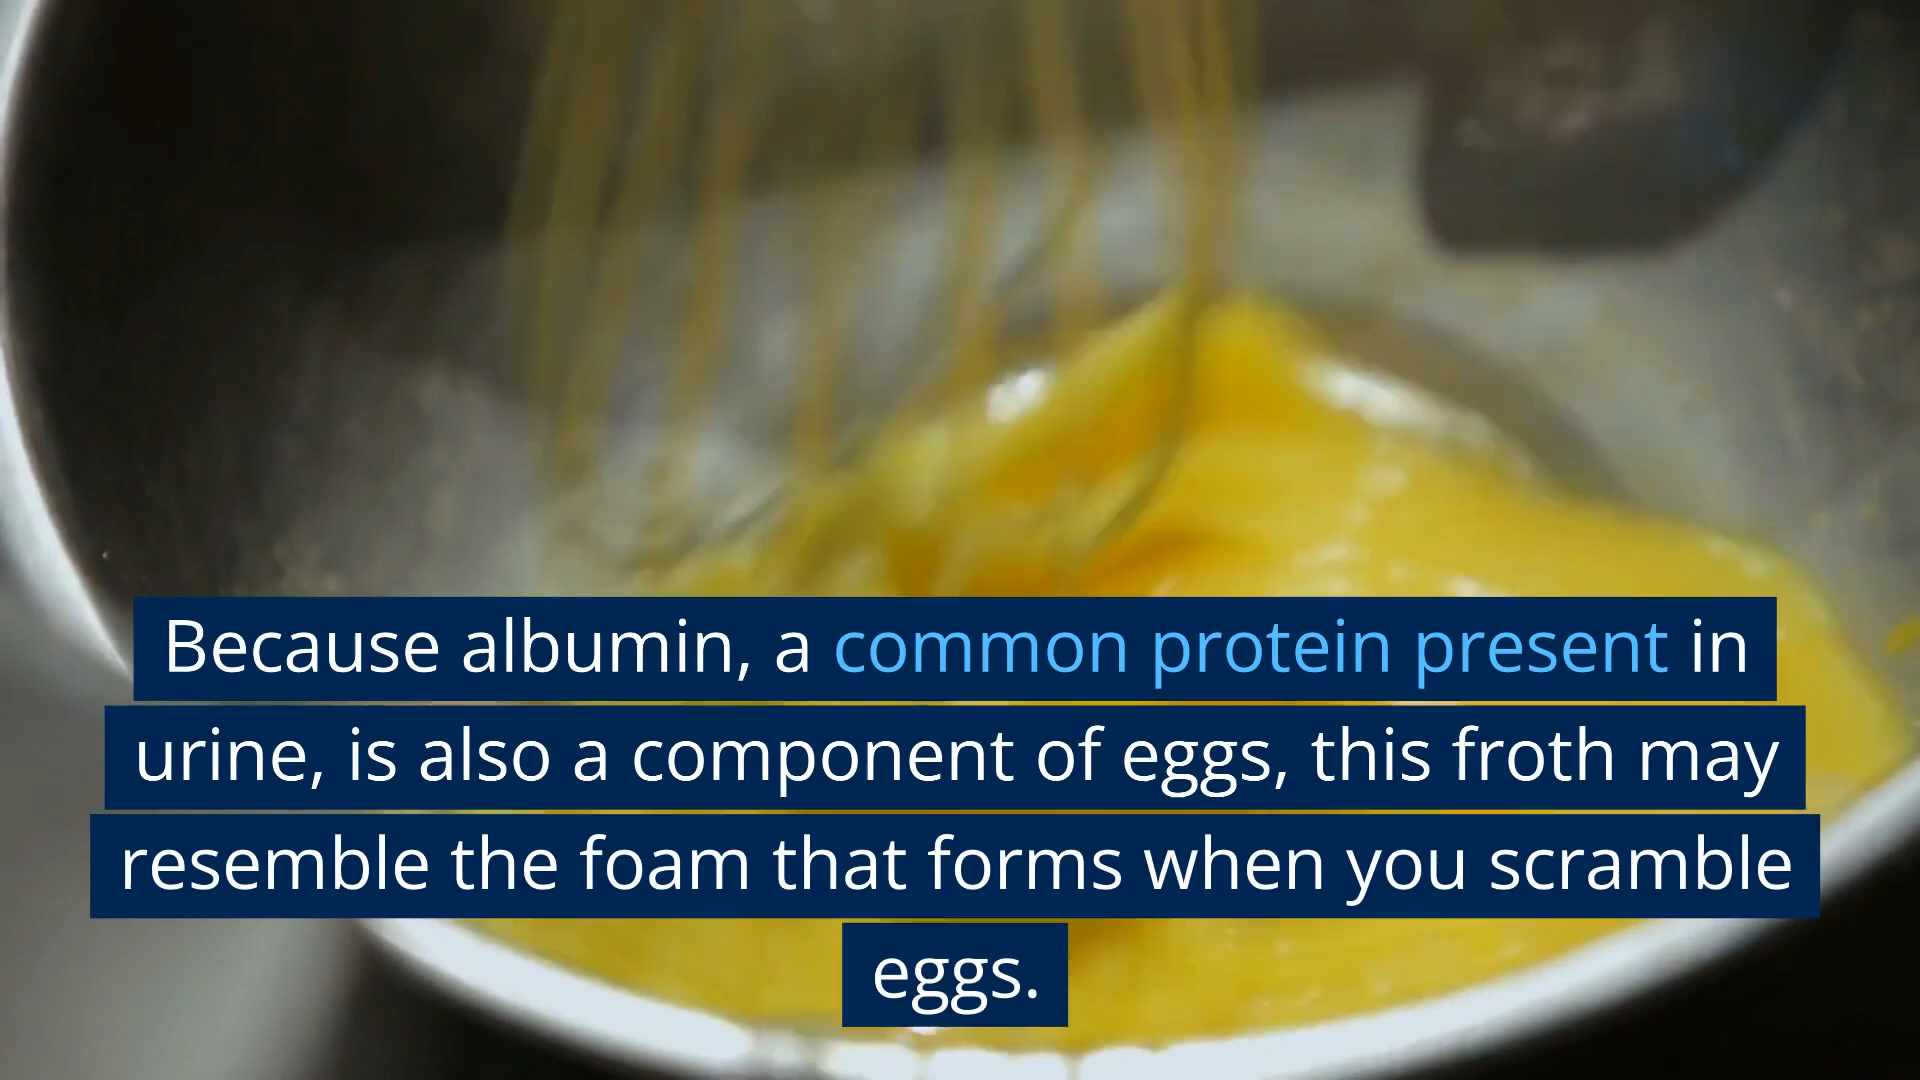 Because albumin, a common protein present in
urine, is also a component of eggs, this froth may
resemble the foam that forms when you scramble
eggs.